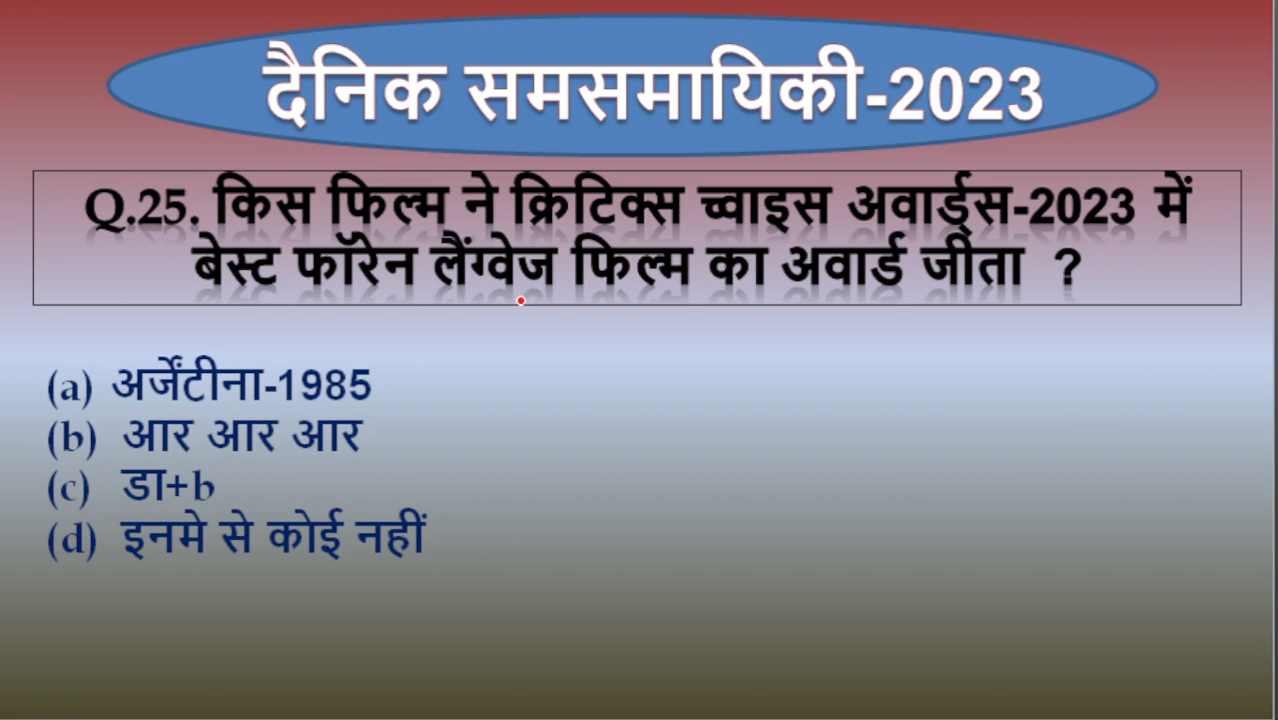 दैनिक समसमायिकी-2023
Q.25. किस फिल्म ने क्रिटिक्स च्वाइस अवार्ड्स-2023 में
बेस्ट फॉरेन लैंग्वेज फिल्म का अवार्ड जीता ?
(a) अर्जेंटीना-1985
(b) आर आर आर
(c) डा+b
(d) इनमे से कोई नहीं